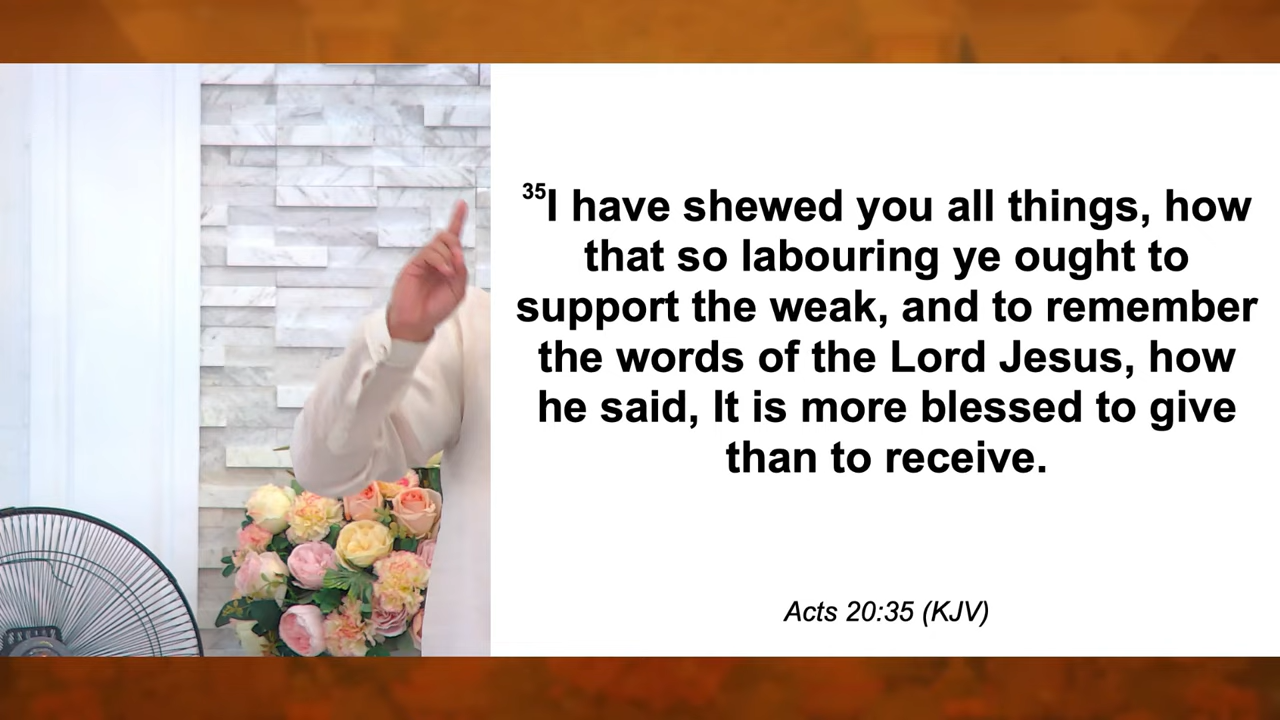 35I have shewed you all things, how
that so labouring ye ought to
support the weak, and to remember
the words of the Lord Jesus, how
he said, It is more blessed to give
than to receive.
Acts 20:35 (KJV)